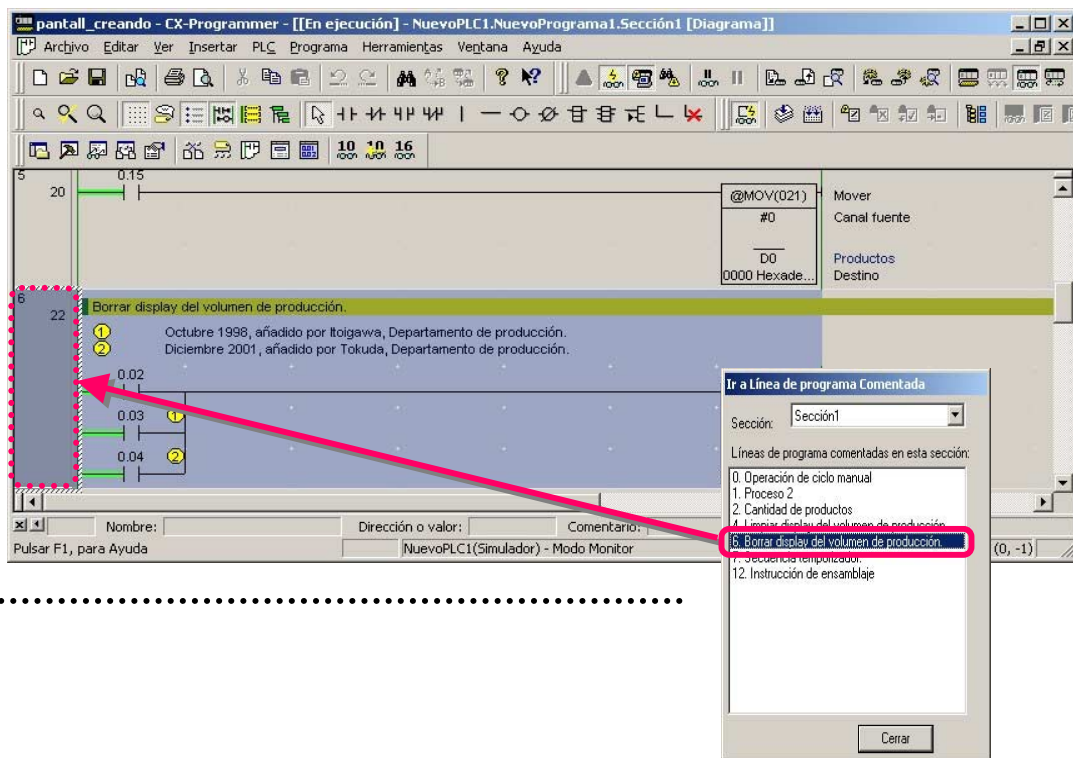 pantall_creando - CX-Programmer - [[En ejecución] - NuevoPLC1.NuevoPrograma1.Sección1 [Diagrama]]
Archivo Editar Ver Insertar PLC Programa Herramientas Ventana Ayuda
10 10 16
5
20
0.15
@MOV(021) Mover
#0 Canal fuente
D0 Productos
0000 Hexade... Destino
6
22
Borrar display del volumen de producción.
1 Octubre 1998, añadido por Itoigawa, Departamento de producción.
2 Diciembre 2001, añadido por Tokuda, Departamento de producción.
0.02
0.03 1
0.04 2
Nombre: Dirección o valor: Comentario:
Pulsar F1, para Ayuda NuevoPLC1(Simulador) - Modo Monitor (0, -1)
Ir a Línea de programa Comentada
Sección: Sección1
Líneas de programa comentadas en esta sección:
0. Operación de ciclo manual
1. Proceso 2
2. Cantidad de productos
4. Limpiar display del volumen de producción
6. Borrar display del volumen de producción.
7. Secuencia temporizador.
12. Instrucción de ensamblaje
Cerrar